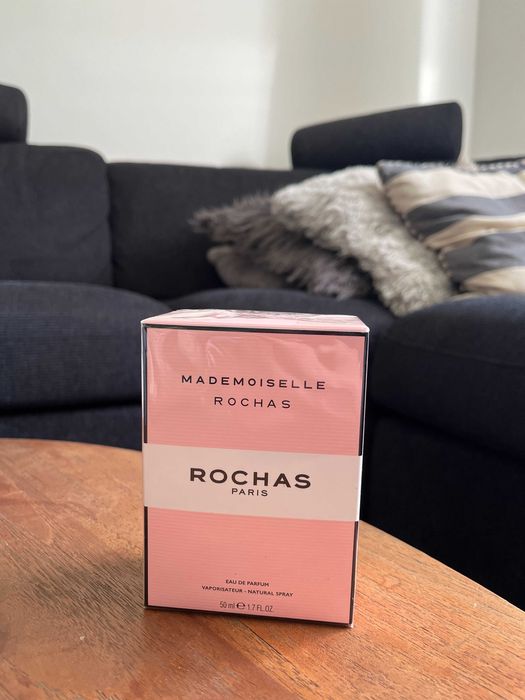 MADEMOISELLE
ROCHAS
ROCHAS
PARIS
EAU DE PARFUM
VAPORISATEUR - NATURAL SPRAY
50 ml ℮ 1.7 FL.OZ.